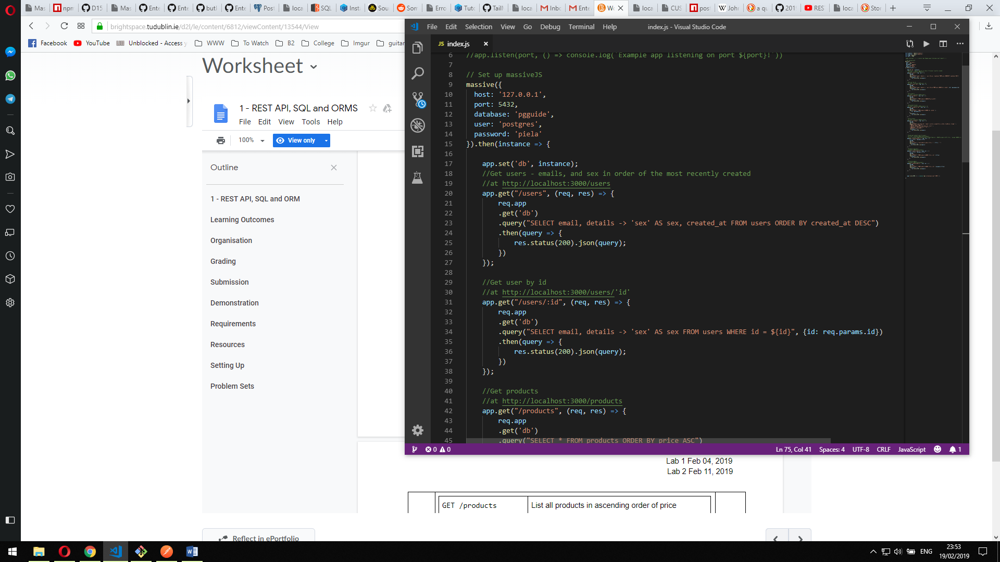 Mas
npm
D15
Mas
Ente
Ente
butl
Ente
Post
loca
SQL
Inst
Sou
Som
Erro
Tuto
TailM
loca
Inbo
Ente
Wo
loca
CUS
post
John
a qu
201
RES
loca
Sto
brightspace.tudublin.ie/d2l/le/content/6812/viewContent/13544/View
Facebook YouTube Unblocked - Access y WWW To Watch B2 College Imgur guitar
Worksheet
1 - REST API, SQL and ORMS
File Edit View Tools Help
100% View only
Outline
1 - REST API, SQL and ORM
Learning Outcomes
Organisation
Grading
Submission
Demonstration
Requirements
Resources
Setting Up
Problem Sets
File Edit Selection View Go Debug Terminal Help index.js - Visual Studio Code
JS index.js
6 //app.listen(port, () => console.log(`Example app listening on port ${port}!`))
7
8 // Set up massiveJS
9 massive({
10 host: '127.0.0.1',
11 port: 5432,
12 database: 'pgguide',
13 user: 'postgres',
14 password: 'piela'
15 }).then(instance => {
16
17 app.set('db', instance);
18 //Get users - emails, and sex in order of the most recently created
19 //at http://localhost:3000/users
20 app.get("/users", (req, res) => {
21 req.app
22 .get('db')
23 .query("SELECT email, details -> 'sex' AS sex, created_at FROM users ORDER BY created_at DESC")
24 .then(query => {
25 res.status(200).json(query);
26 })
27 });
28
29 //Get user by id
30 //at http://localhost:3000/users/'id'
31 app.get("/users/:id", (req, res) => {
32 req.app
33 .get('db')
34 .query("SELECT email, details -> 'sex' AS sex FROM users WHERE id = ${id}", {id: req.params.id})
35 .then(query => {
36 res.status(200).json(query);
37 })
38 });
39
40 //Get products
41 //at http://localhost:3000/products
42 app.get("/products", (req, res) => {
43 req.app
44 .get('db')
45 .query("SELECT * FROM products ORDER BY price ASC")
0 0 Ln 75, Col 41 Spaces: 4 UTF-8 CRLF JavaScript 1
Lab 1 Feb 04, 2019
Lab 2 Feb 11, 2019
GET /products List all products in ascending order of price
Reflect in ePortfolio
ENG
23:53
19/02/2019